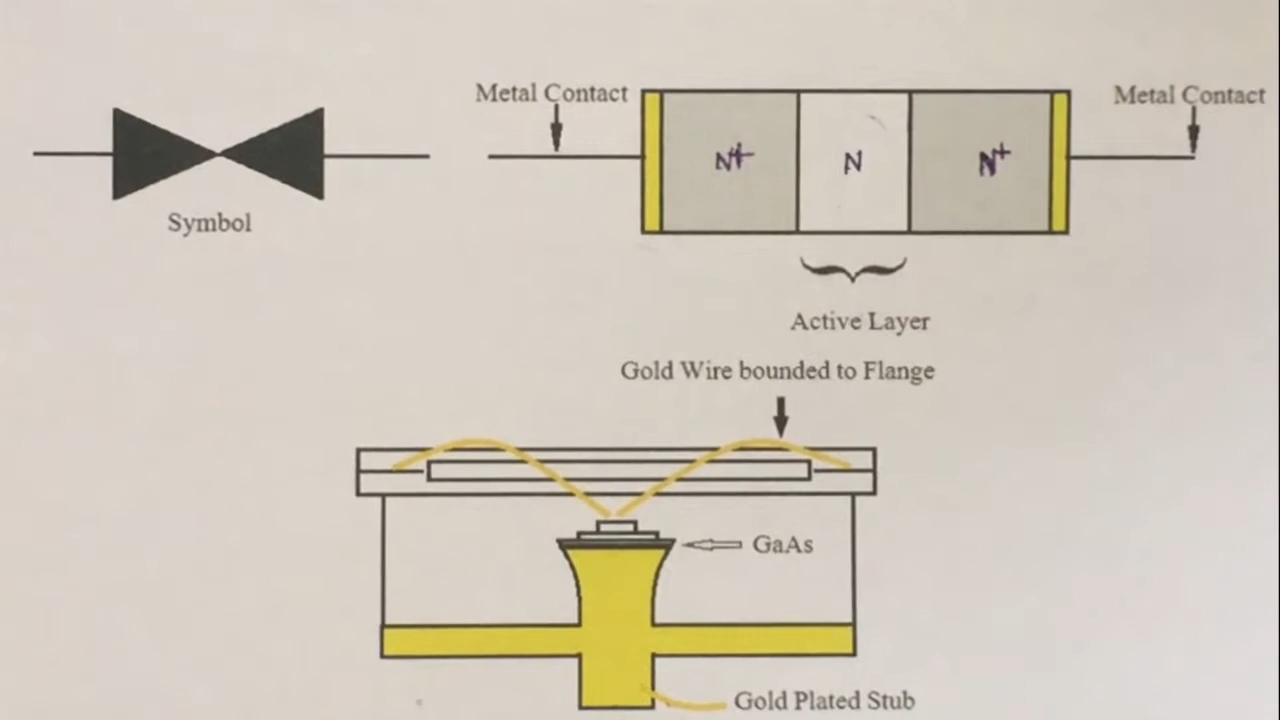 Metal Contact
Metal Contact
N+
N
N+
Symbol
Active Layer
Gold Wire bounded to Flange
GaAs
Gold Plated Stub